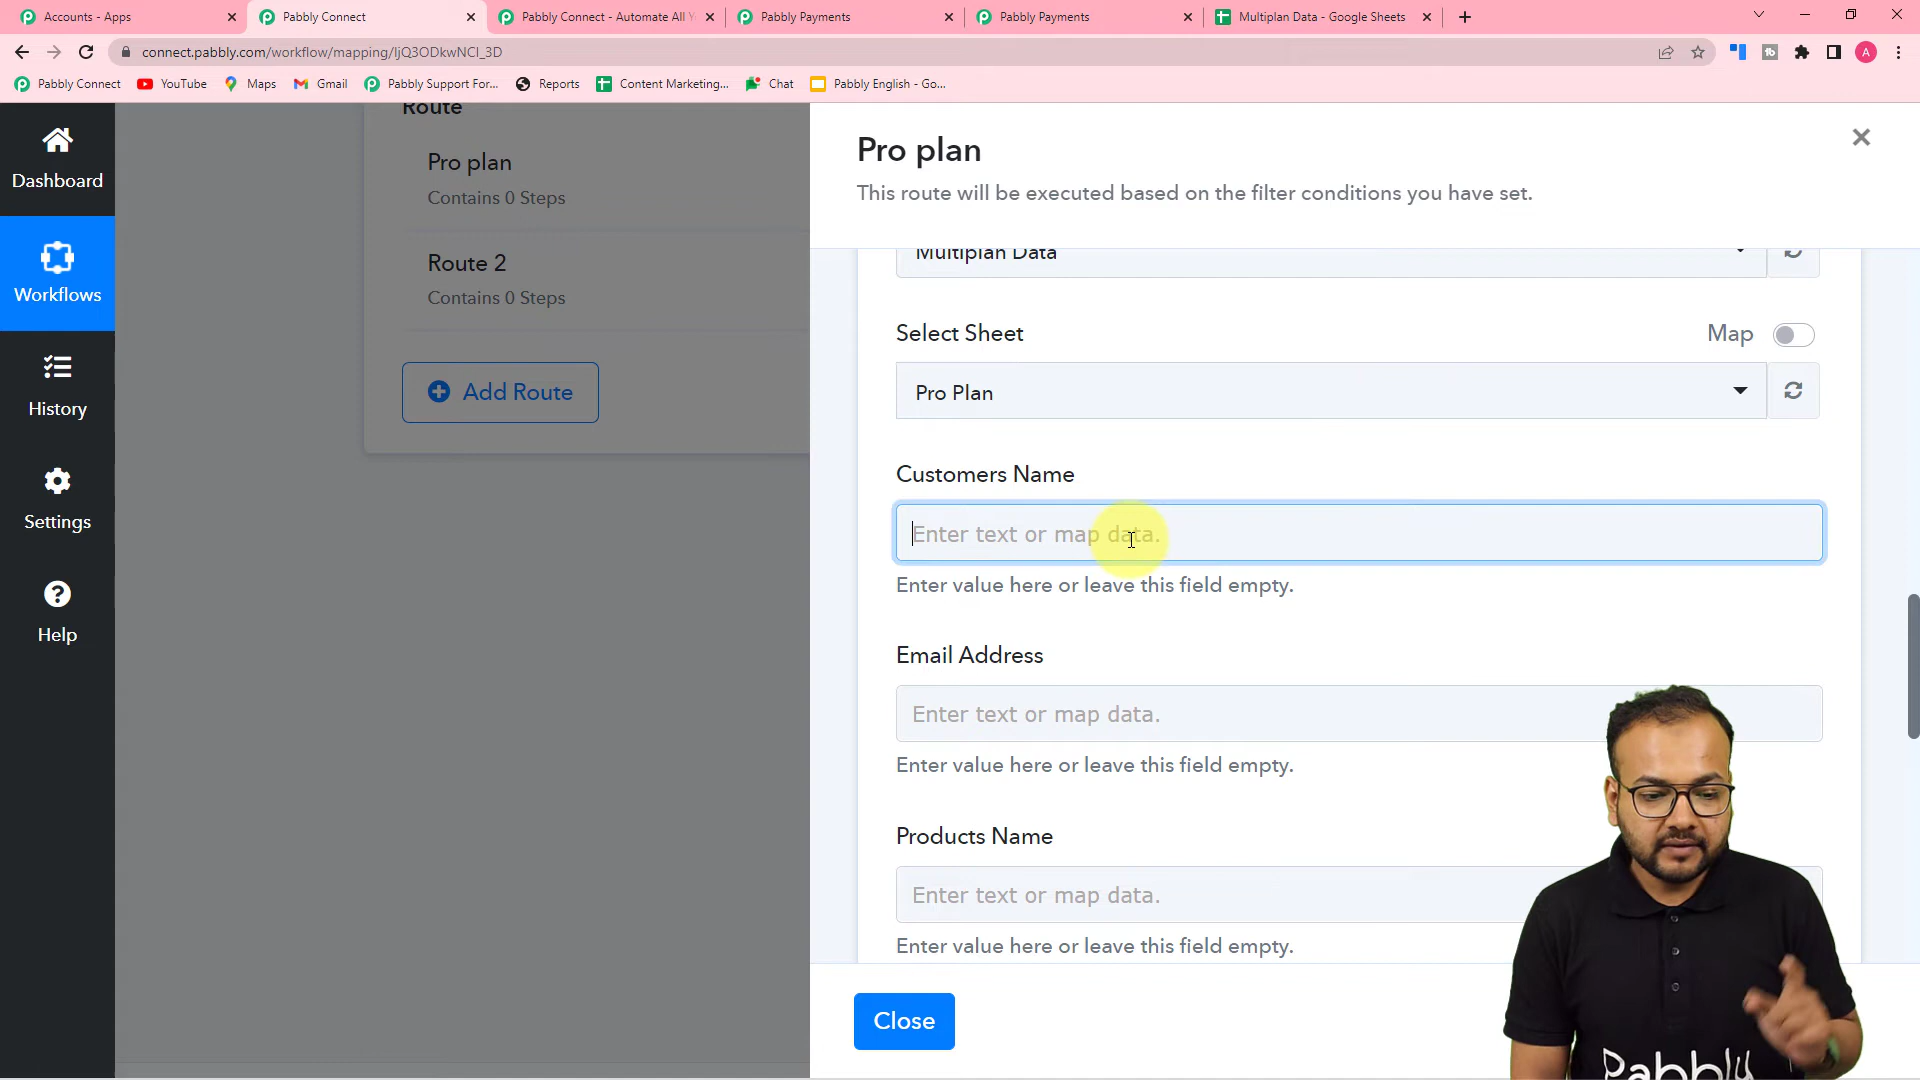 Accounts - Apps
Pabbly Connect
Pabbly Connect - Automate All Y
Pabbly Payments
Pabbly Payments
Multiplan Data - Google Sheets
connect.pabbly.com/workflow/mapping/IjQ3ODkwNCI_3D
Pabbly Connect
YouTube
Maps
Gmail
Pabbly Support For...
Reports
Content Marketing...
Chat
Pabbly English - Go...
A
Dashboard
Workflows
History
Settings
Help
Route
Pro plan
Contains 0 Steps
Route 2
Contains 0 Steps
Add Route
Pro plan
This route will be executed based on the filter conditions you have set.
Multiplan Data
Select Sheet
Map
Pro Plan
Customers Name
Enter text or map data.
Enter value here or leave this field empty.
Email Address
Enter text or map data.
Enter value here or leave this field empty.
Products Name
Enter text or map data.
Enter value here or leave this field empty.
Close
Pabbly